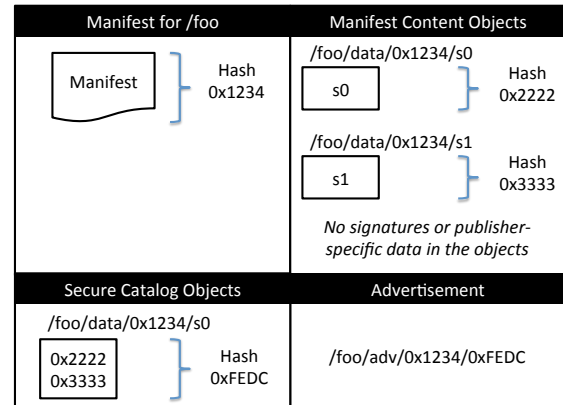 Manifest for /foo
Manifest
Hash
0x1234
Manifest Content Objects
/foo/data/0x1234/s0
s0
Hash
0x2222
/foo/data/0x1234/s1
s1
Hash
0x3333
No signatures or publisher-
specific data in the objects
Secure Catalog Objects
/foo/data/0x1234/s0
0x2222
0x3333
Hash
0xFEDC
Advertisement
/foo/adv/0x1234/0xFEDC